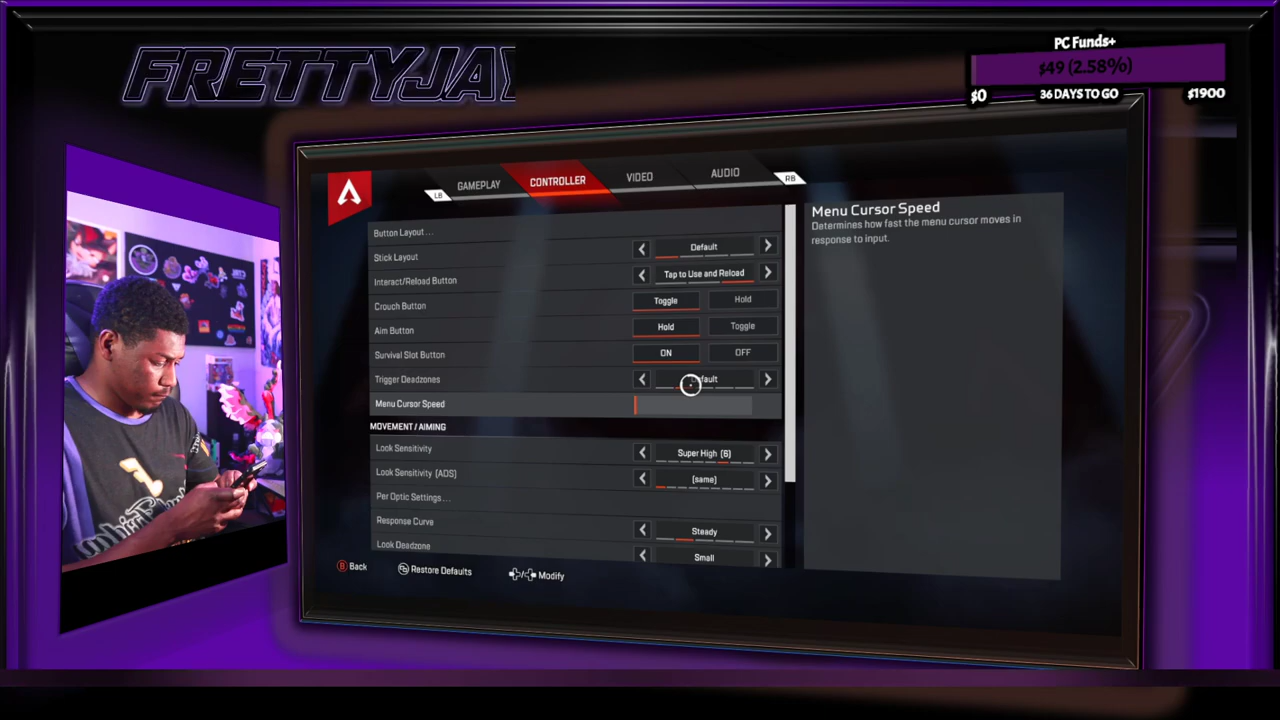 FRETTYJAY
PC Funds+
$49 (2.58%)
$0
36 DAYS TO GO
$1900
LB
GAMEPLAY
CONTROLLER
VIDEO
AUDIO
RB
Button Layout...
Stick Layout
Default
Interact/Reload Button
Tap to Use and Reload
Crouch Button
Toggle
Hold
Aim Button
Hold
Toggle
Survival Slot Button
ON
OFF
Trigger Deadzones
Menu Cursor Speed
MOVEMENT / AIMING
Look Sensitivity
Super High (6)
Look Sensitivity (ADS)
(same)
Per Optic Settings...
Response Curve
Steady
Look Deadzone
Small
B Back
Restore Defaults
/ Modify
Menu Cursor Speed
Determines how fast the menu cursor moves in
response to input.